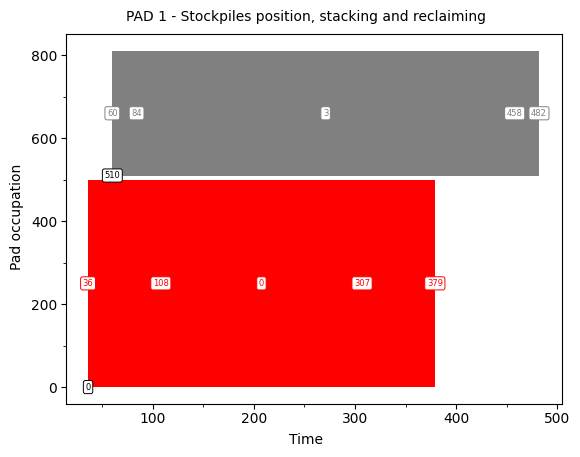 PAD 1 - Stockpiles position, stacking and reclaiming
Pad occupation
800
600
400
200
0
60 84 3 458 482
510
36 108 0 307 379
0
100 200 300 400 500
Time